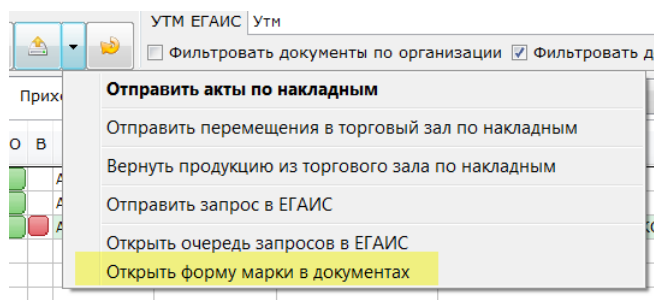 УТМ ЕГАИС Утм
Фильтровать документы по организации Фильтровать д
Прих
Отправить акты по накладным
Отправить перемещения в торговый зал по накладным
О В
Вернуть продукцию из торгового зала по накладным
Отправить запрос в ЕГАИС
Открыть очередь запросов в ЕГАИС
Открыть форму марки в документах